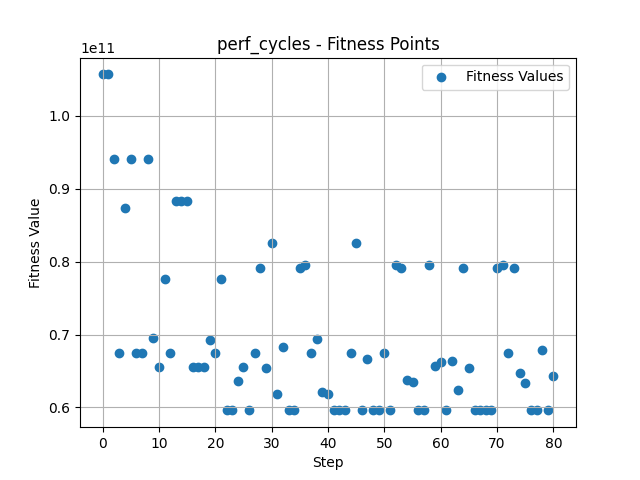 perf_cycles - Fitness Points
1e11
Fitness Values
1.0
0.9
0.8
0.7
0.6
Fitness Value
0 10 20 30 40 50 60 70 80
Step